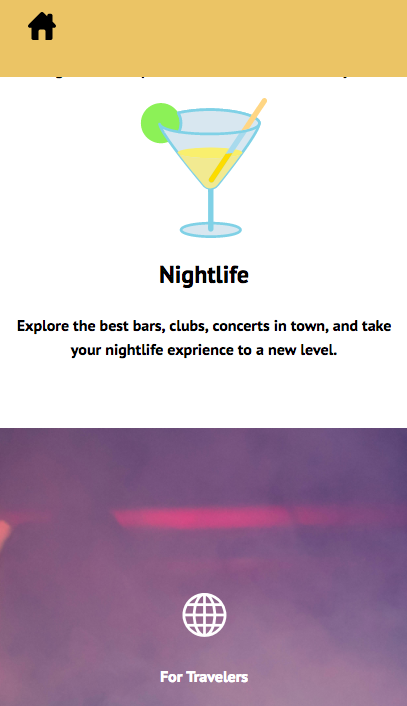 Nightlife
Explore the best bars, clubs, concerts in town, and take
your nightlife exprience to a new level.
For Travelers